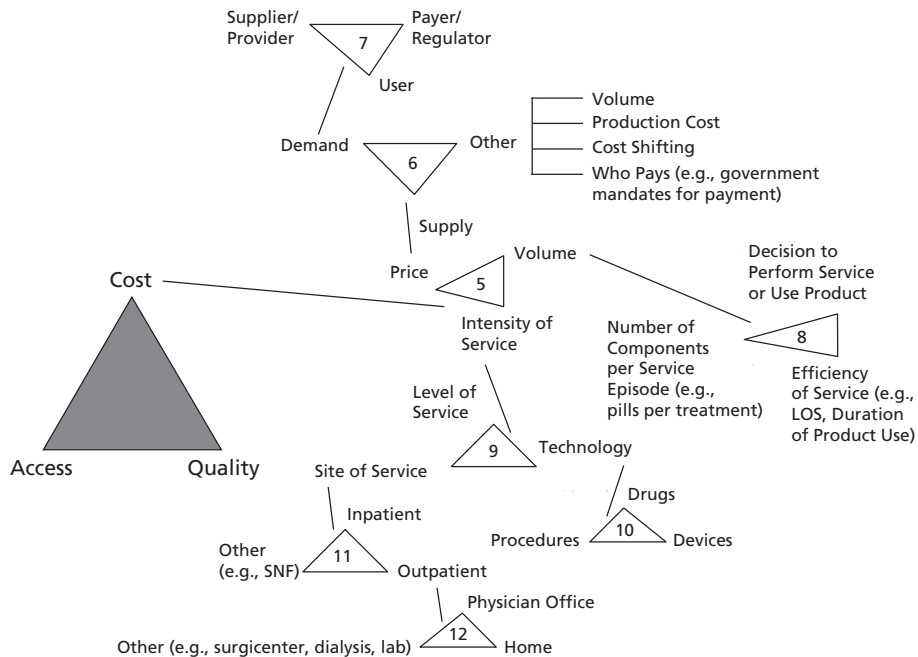 Supplier/
Provider
Payer/
Regulator
7
User
Demand
6
Other
Volume
Production Cost
Cost Shifting
Who Pays (e.g., government
mandates for payment)
Supply
Price
5
Volume
Intensity of
Service
Cost
Access
Quality
Decision to
Perform Service
or Use Product
8
Number of
Components
per Service
Episode (e.g.,
pills per treatment)
Efficiency
of Service (e.g.,
LOS, Duration
of Product Use)
Level of
Service
9
Technology
Site of Service
Drugs
10
Procedures
Devices
Inpatient
11
Other
(e.g., SNF)
Outpatient
Physician Office
12
Other (e.g., surgicenter, dialysis, lab)
Home